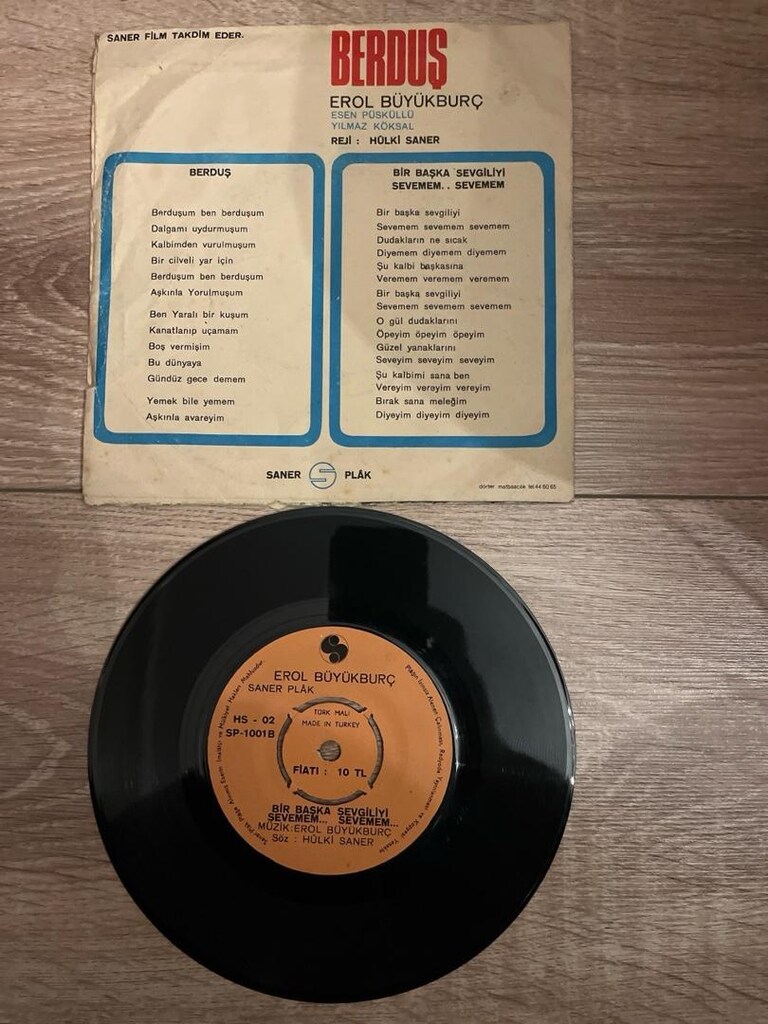 SANER FİLM TAKDİM EDER.
BERDUŞ
EROL BÜYÜKBURÇ
ESEN PÜSKÜLLÜ
YILMAZ KÖKSAL
REJİ : HÜLKİ SANER
BERDUŞ
Berduşum ben berduşum
Dalgamı uydurmuşum
Kalbimden vurulmuşum
Bir cilveli yar için
Berduşum ben berduşum
Aşkınla Yorulmuşum
Ben Yaralı bir kuşum
Kanatlanıp uçamam
Boş vermişim
Bu dünyaya
Gündüz gece demem
Yemek bile yemem
Aşkınla avareyim
BİR BAŞKA SEVGİLİYİ
SEVEMEM. . SEVEMEM
Bir başka sevgiliyi
Sevemem sevemem sevemem
Dudakların ne sıcak
Diyemem diyemem diyemem
Şu kalbi başkasına
Veremem veremem veremem
Bir başka sevgiliyi
Sevemem sevemem sevemem
O gül dudaklarını
Öpeyim öpeyim öpeyim
Güzel yanaklarını
Seveyim seveyim seveyim
Şu kalbimi sana ben
Vereyim vereyim vereyim
Bırak sana meleğim
Diyeyim diyeyim diyeyim
SANER S PLÂK
matbaacılık tel 44 60 65
EROL BÜYÜKBURÇ
SANER PLÂK
HS - 02
SP-1001B
TÜRK MALI
MADE IN TURKEY
FİATI : 10 TL
BİR BAŞKA SEVGİLİYİ
SEVEMEM... SEVEMEM...
MÜZİK:EROL BÜYÜKBURÇ
Söz : HÜLKİ SANER